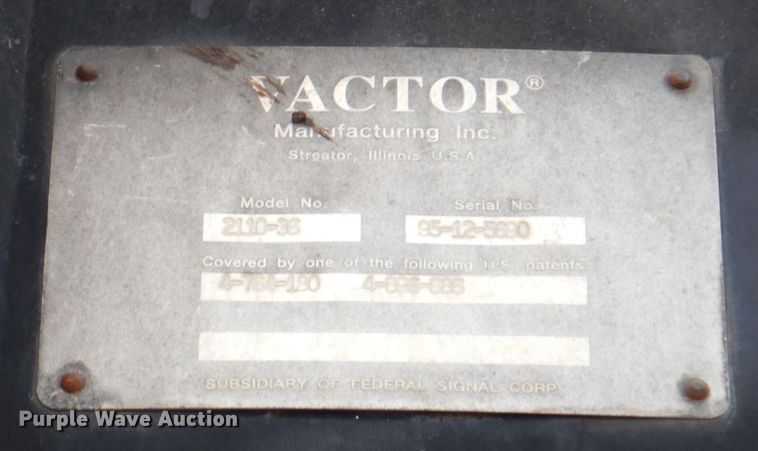 VACTOR®
Manufacturing Inc.
Streator, Illinois U.S.A.
Model No. Serial No.
2110-36 95-12-5690
Covered by one of the following U.S. patents:
SUBSIDIARY OF FEDERAL SIGNAL CORP.
Purple Wave Auction